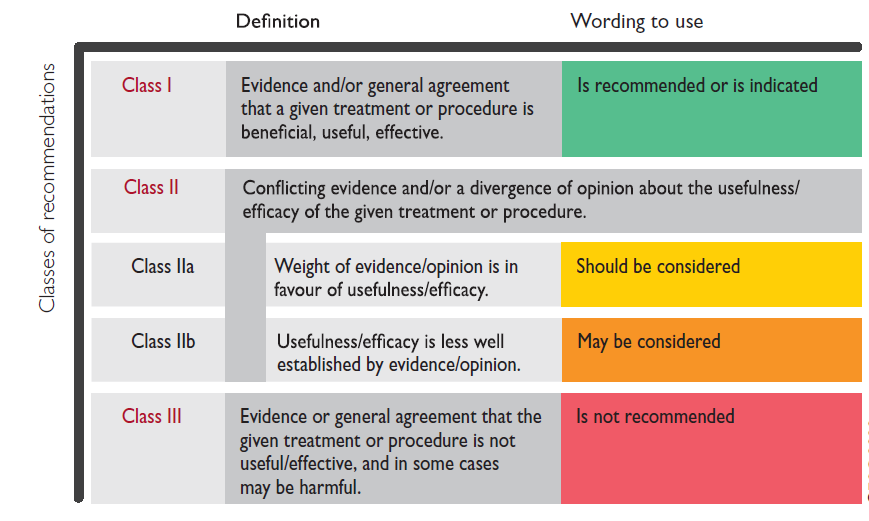 Definition
Wording to use
Classes of recommendations
Class I
Evidence and/or general agreement
that a given treatment or procedure is
beneficial, useful, effective.
Is recommended or is indicated
Class II
Conflicting evidence and/or a divergence of opinion about the usefulness/
efficacy of the given treatment or procedure.
Class IIa
Weight of evidence/opinion is in
favour of usefulness/efficacy.
Should be considered
Class IIb
Usefulness/efficacy is less well
established by evidence/opinion.
May be considered
Class III
Evidence or general agreement that the
given treatment or procedure is not
useful/effective, and in some cases
may be harmful.
Is not recommended